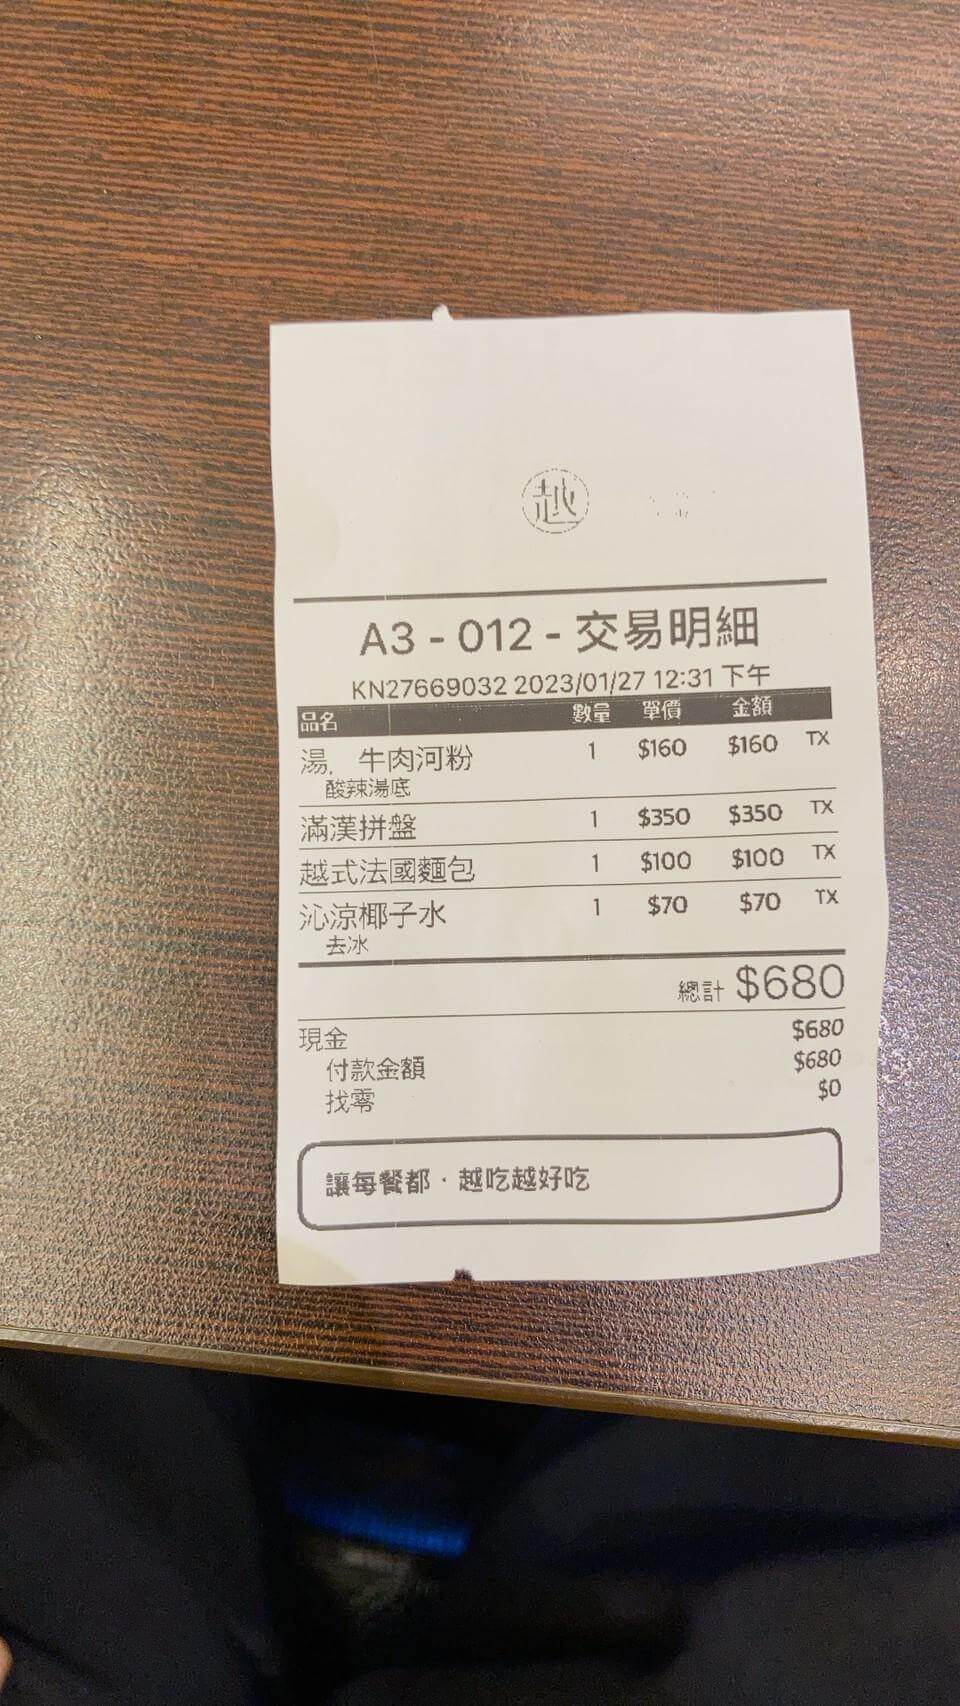 越
A3 - 012 - 交易明細
KN27669032 2023/01/27 12:31 下午
品名 數量 單價 金額
湯, 牛肉河粉 1 $160 $160 TX
酸辣湯底
滿漢拼盤 1 $350 $350 TX
越式法國麵包 1 $100 $100 TX
沁涼椰子水 1 $70 $70 TX
去冰
總計 $680
現金 $680
付款金額 $680
找零 $0
讓每餐都·越吃越好吃